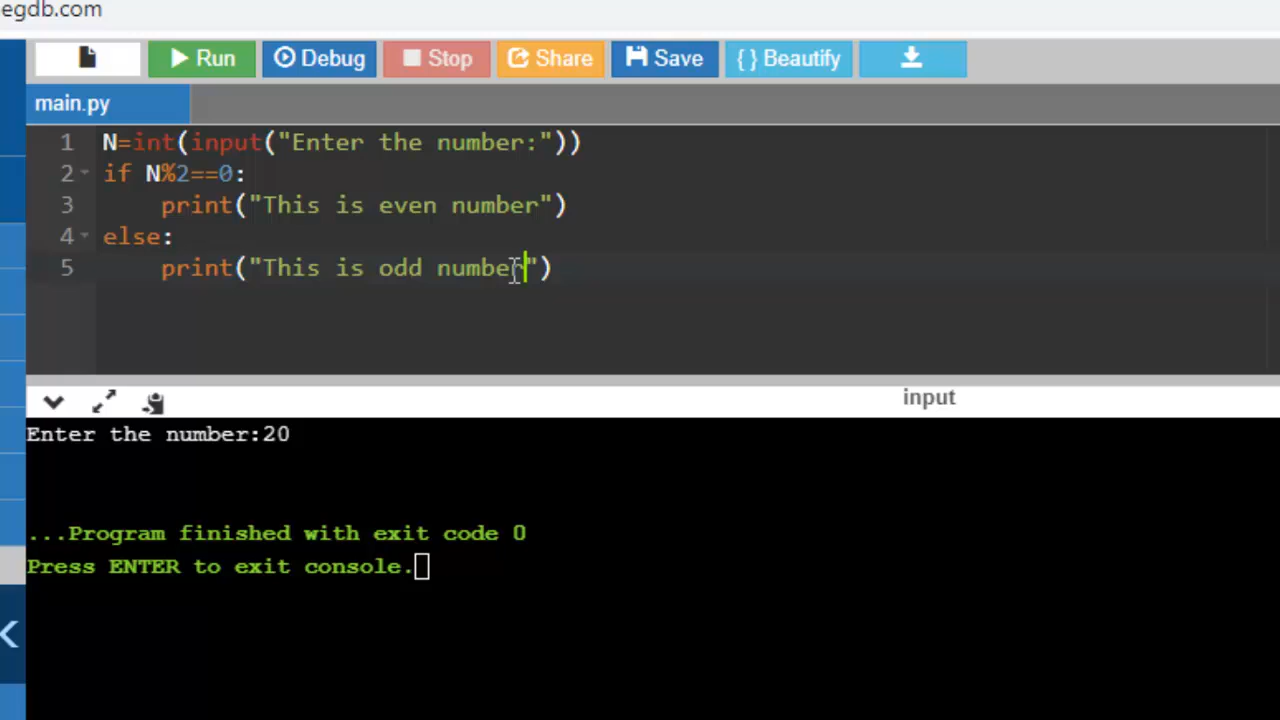 egdb.com
Run Debug Stop Share Save { } Beautify
main.py
1 N=int(input("Enter the number:"))
2 if N%2==0:
3     print("This is even number")
4 else:
5     print("This is odd number")
input
Enter the number:20
...Program finished with exit code 0
Press ENTER to exit console.